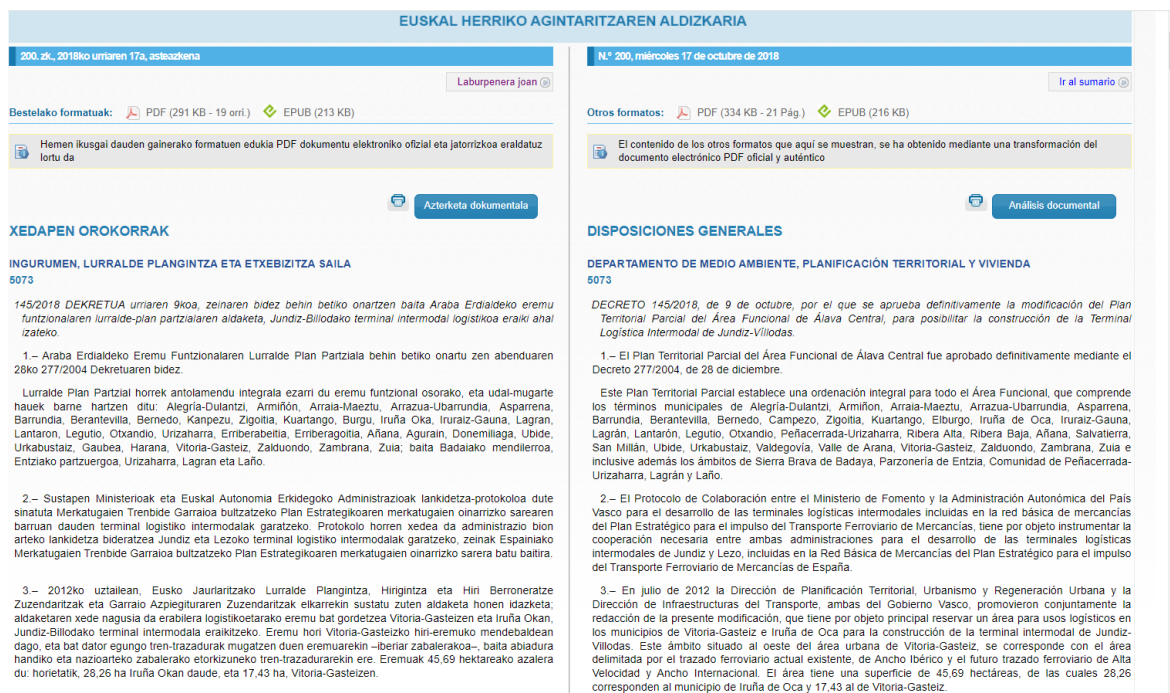 EUSKAL HERRIKO AGINTARITZAREN ALDIZKARIA
200. zk., 2018ko urriaren 17a, asteazkena
Laburpenera joan
Bestelako formatuak: PDF (291 KB - 19 orri.) EPUB (213 KB)
Hemen ikusgai dauden gainerako formatuen edukia PDF dokumentu elektroniko ofizial eta jatorrizkoa eraldatuz
lortu da
Azterketa dokumentala
XEDAPEN OROKORRAK
INGURUMEN, LURRALDE PLANGINTZA ETA ETXEBIZITZA SAILA
5073
145/2018 DEKRETUA urriaren 9koa, zeinaren bidez behin betiko onartzen baita Araba Erdialdeko eremu
funtzionalaren lurralde-plan partzialaren aldaketa, Jundiz-Billodako terminal intermodal logistikoa eraiki ahal
izateko.
1.– Araba Erdialdeko Eremu Funtzionalaren Lurralde Plan Partziala behin betiko onartu zen abenduaren
28ko 277/2004 Dekretuaren bidez.
Lurralde Plan Partzial horrek antolamendu integrala ezarri du eremu funtzional osorako, eta udal-mugarte
hauek barne hartzen ditu: Alegría-Dulantzi, Armiñón, Arraia-Maeztu, Arrazua-Ubarrundia, Asparrena,
Barrundia, Berantevilla, Bernedo, Kanpezu, Zigoitia, Kuartango, Burgu, Iruña Oka, Iruraiz-Gauna, Lagran,
Lantaron, Legutio, Otxandio, Urizaharra, Erriberabeitia, Erriberagoitia, Añana, Agurain, Donemiliaga, Ubide,
Urkabustaiz, Gaubea, Harana, Vitoria-Gasteiz, Zalduondo, Zambrana, Zuia; baita Badaiako mendilerroa,
Entziako partzuergoa, Urizaharra, Lagran eta Laño.
2.– Sustapen Ministerioak eta Euskal Autonomia Erkidegoko Administrazioak lankidetza-protokoloa dute
sinatuta Merkatugaien Trenbide Garraioa bultzatzeko Plan Estrategikoaren merkatugaien oinarrizko sarearen
barruan dauden terminal logistiko intermodalak garatzeko. Protokolo horren xedea da administrazio bion
arteko lankidetza bideratzea Jundiz eta Lezoko terminal logistiko intermodalak garatzeko, zeinak Espainiako
Merkatugaien Trenbide Garraioa bultzatzeko Plan Estrategikoaren merkatugaien oinarrizko sarera batu baitira.
3.– 2012ko uztailean, Eusko Jaurlaritzako Lurralde Plangintza, Hirigintza eta Hiri Berroneratze
Zuzendaritzak eta Garraio Azpiegituraren Zuzendaritzak elkarrekin sustatu zuten aldaketa honen idazketa;
aldaketaren xede nagusia da erabilera logistikoetarako eremu bat gordetzea Vitoria-Gasteizen eta Iruña Okan,
Jundiz-Billodako terminal intermodala eraikitzeko. Eremu hori Vitoria-Gasteizko hiri-eremuko mendebaldean
dago, eta bat dator egungo tren-trazadurak mugatzen duen eremuarekin –iberiar zabalerakoa–, baita abiadura
handiko eta nazioarteko zabalerako etorkizuneko tren-trazadurarekin ere. Eremuak 45,69 hektareako azalera
du: horietatik, 28,26 ha Iruña Okan daude, eta 17,43 ha, Vitoria-Gasteizen.
N.º 200, miércoles 17 de octubre de 2018
Ir al sumario
Otros formatos: PDF (334 KB - 21 Pág.) EPUB (216 KB)
El contenido de los otros formatos que aquí se muestran, se ha obtenido mediante una transformación del
documento electrónico PDF oficial y auténtico
Análisis documental
DISPOSICIONES GENERALES
DEPARTAMENTO DE MEDIO AMBIENTE, PLANIFICACIÓN TERRITORIAL Y VIVIENDA
5073
DECRETO 145/2018, de 9 de octubre, por el que se aprueba definitivamente la modificación del Plan
Territorial Parcial del Área Funcional de Álava Central, para posibilitar la construcción de la Terminal
Logística Intermodal de Jundiz-Víllodas.
1.– El Plan Territorial Parcial del Área Funcional de Álava Central fue aprobado definitivamente mediante el
Decreto 277/2004, de 28 de diciembre.
Este Plan Territorial Parcial establece una ordenación integral para todo el Área Funcional, que comprende
los términos municipales de Alegría-Dulantzi, Armiñon, Arraia-Maeztu, Arrazua-Ubarrundia, Asparrena,
Barrundia, Berantevilla, Bernedo, Campezo, Zigoitia, Kuartango, Elburgo, Iruña de Oca, Iruraiz-Gauna,
Lagrán, Lantarón, Legutio, Otxandio, Peñacerrada-Urizaharra, Ribera Alta, Ribera Baja, Añana, Salvatierra,
San Millán, Ubide, Urkabustaiz, Valdegovía, Valle de Arana, Vitoria-Gasteiz, Zalduondo, Zambrana, Zuia e
inclusive además los ámbitos de Sierra Brava de Badaya, Parzonería de Entzia, Comunidad de Peñacerrada-
Urizaharra, Lagrán y Laño.
2.– El Protocolo de Colaboración entre el Ministerio de Fomento y la Administración Autonómica del País
Vasco para el desarrollo de las terminales logísticas intermodales incluidas en la red básica de mercancías
del Plan Estratégico para el impulso del Transporte Ferroviario de Mercancías, tiene por objeto instrumentar la
cooperación necesaria entre ambas administraciones para el desarrollo de las terminales logísticas
intermodales de Jundiz y Lezo, incluidas en la Red Básica de Mercancías del Plan Estratégico para el impulso
del Transporte Ferroviario de Mercancías de España.
3.– En julio de 2012 la Dirección de Planificación Territorial, Urbanismo y Regeneración Urbana y la
Dirección de Infraestructuras del Transporte, ambas del Gobierno Vasco, promovieron conjuntamente la
redacción de la presente modificación, que tiene por objeto principal reservar un área para usos logísticos en
los municipios de Vitoria-Gasteiz e Iruña de Oca para la construcción de la terminal intermodal de Jundiz-
Villodas. Este ámbito situado al oeste del área urbana de Vitoria-Gasteiz, se corresponde con el área
delimitada por el trazado ferroviario actual existente, de Ancho Ibérico y el futuro trazado ferroviario de Alta
Velocidad y Ancho Internacional. El área tiene una superficie de 45,69 hectáreas, de las cuales 28,26
corresponden al municipio de Iruña de Oca y 17,43 al de Vitoria-Gasteiz.